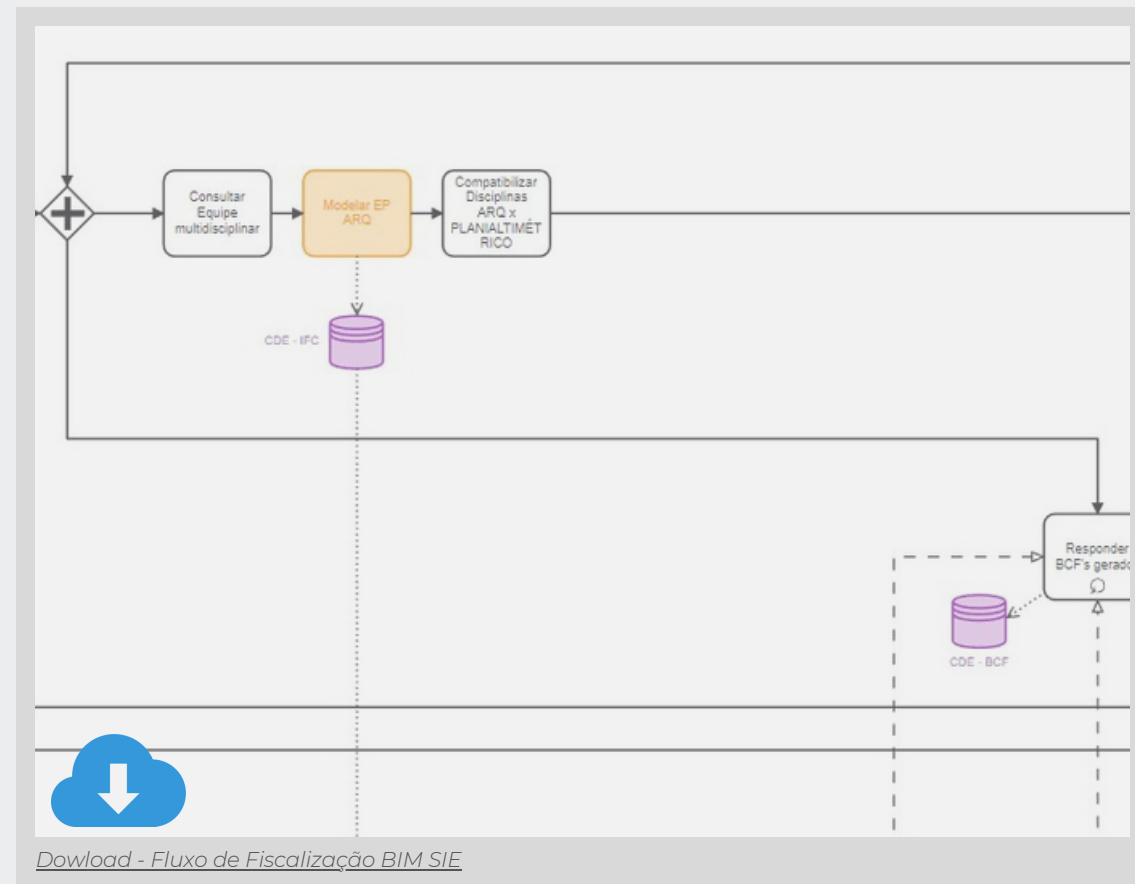 Consultar
Equipe
multidisciplinar
Modelar EP
ARQ
Compatibilizar
Disciplinas
ARQ x
PLANIALTIMÉT
RICO
CDE - IFC
Responder
BCF's gerado
CDE - BCF
Dowload - Fluxo de Fiscalização BIM SIE